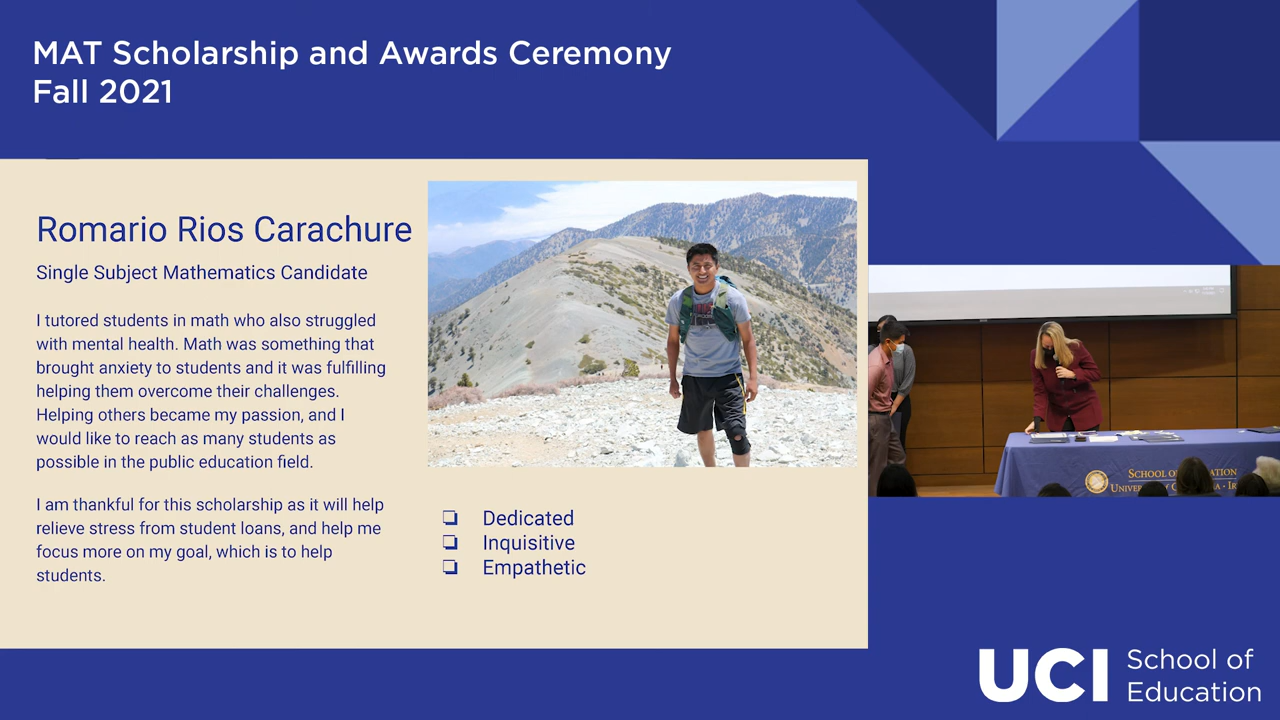 MAT Scholarship and Awards Ceremony
Fall 2021
Romario Rios Carachure
Single Subject Mathematics Candidate
I tutored students in math who also struggled
with mental health. Math was something that
brought anxiety to students and it was fulfilling
helping them overcome their challenges.
Helping others became my passion, and I
would like to reach as many students as
possible in the public education field.
I am thankful for this scholarship as it will help
relieve stress from student loans, and help me
focus more on my goal, which is to help
students.
❏ Dedicated
❏ Inquisitive
❏ Empathetic
SCHOOL OF
UCI School of
Education